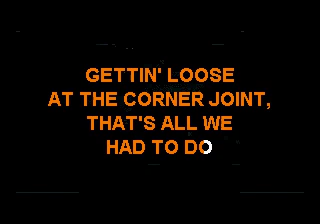 GETTIN' LOOSE
AT THE CORNER JOINT,
THAT'S ALL WE
HAD TO DO